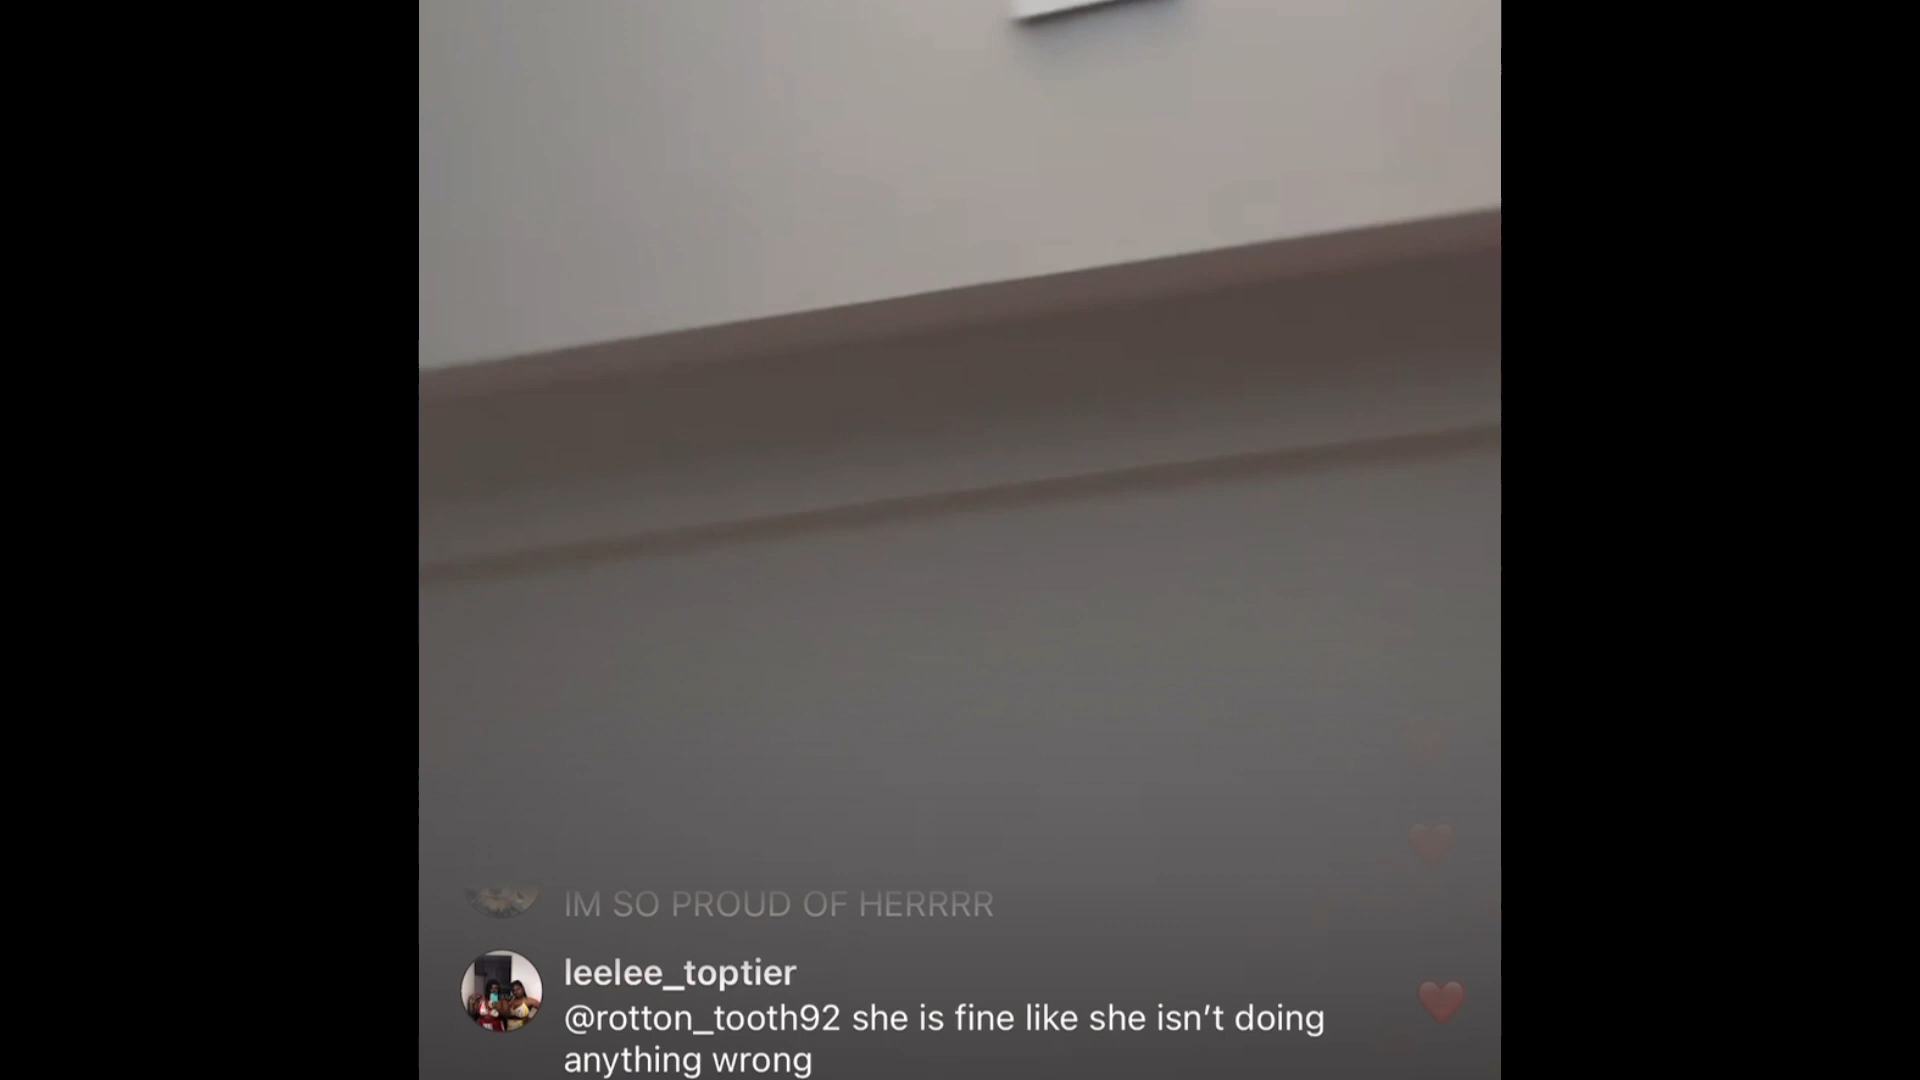 IM SO PROUD OF HERRRR
leelee_toptier
@rotton_tooth92 she is fine like she isn’t doing
anything wrong